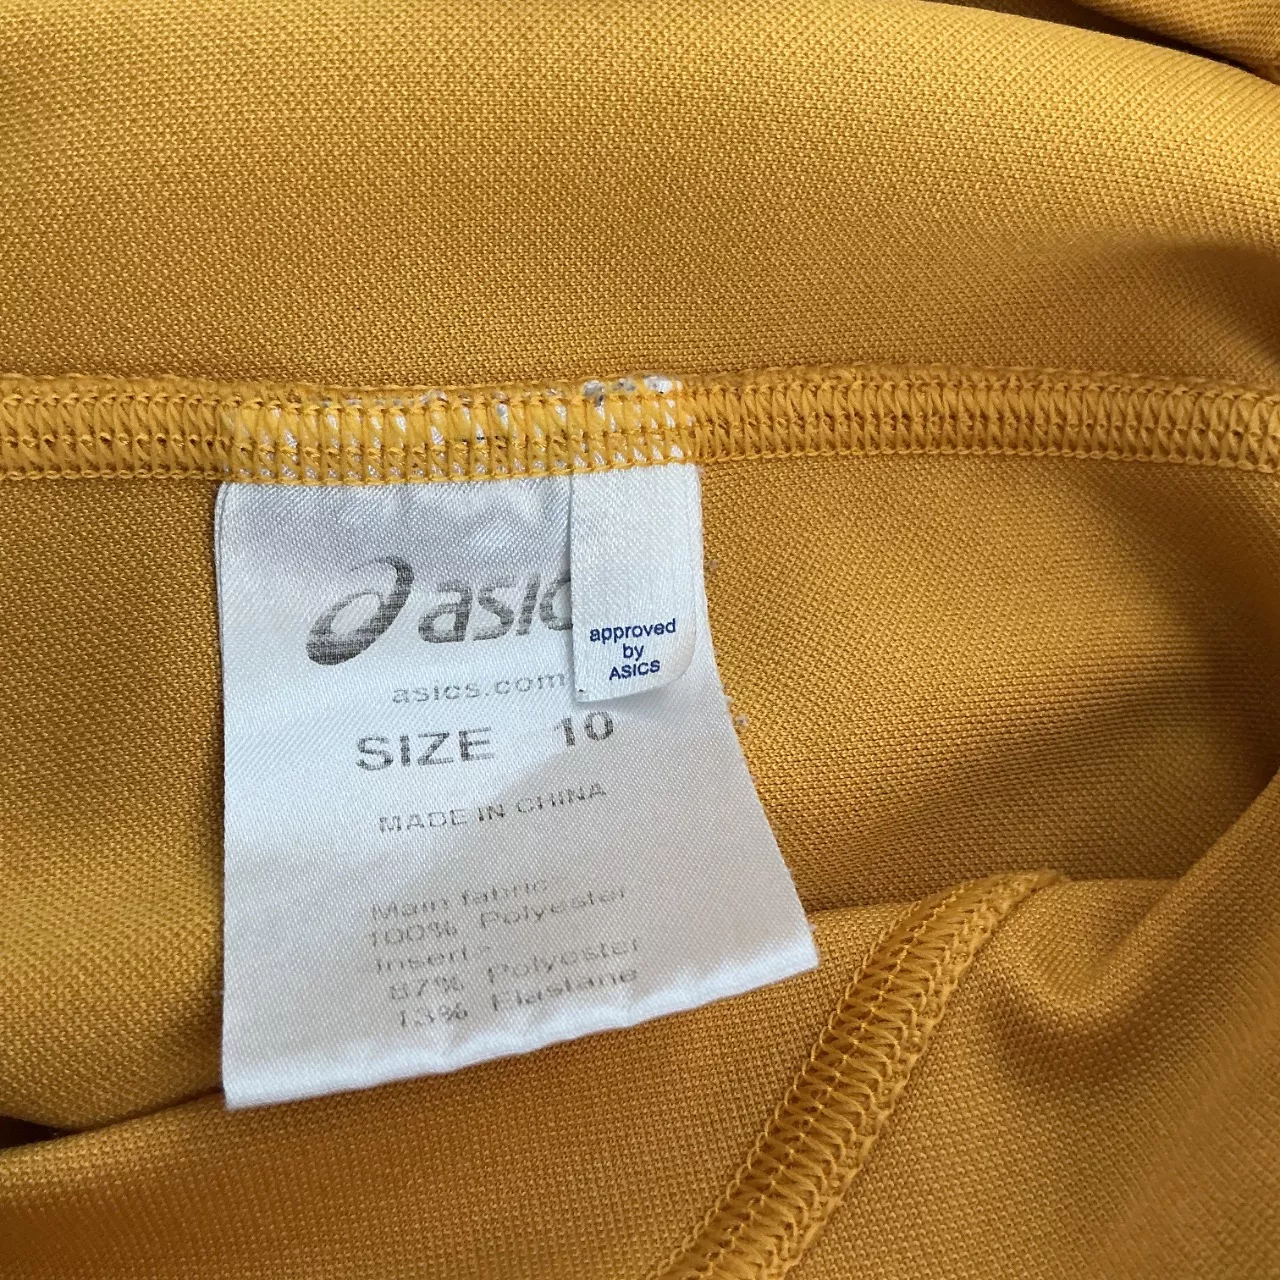 asic
approved
by
ASICS
asics.com
SIZE 10
MADE IN CHINA
Main fabric-
100% Polyester
Insert-
87% Polyester
13% Elastane